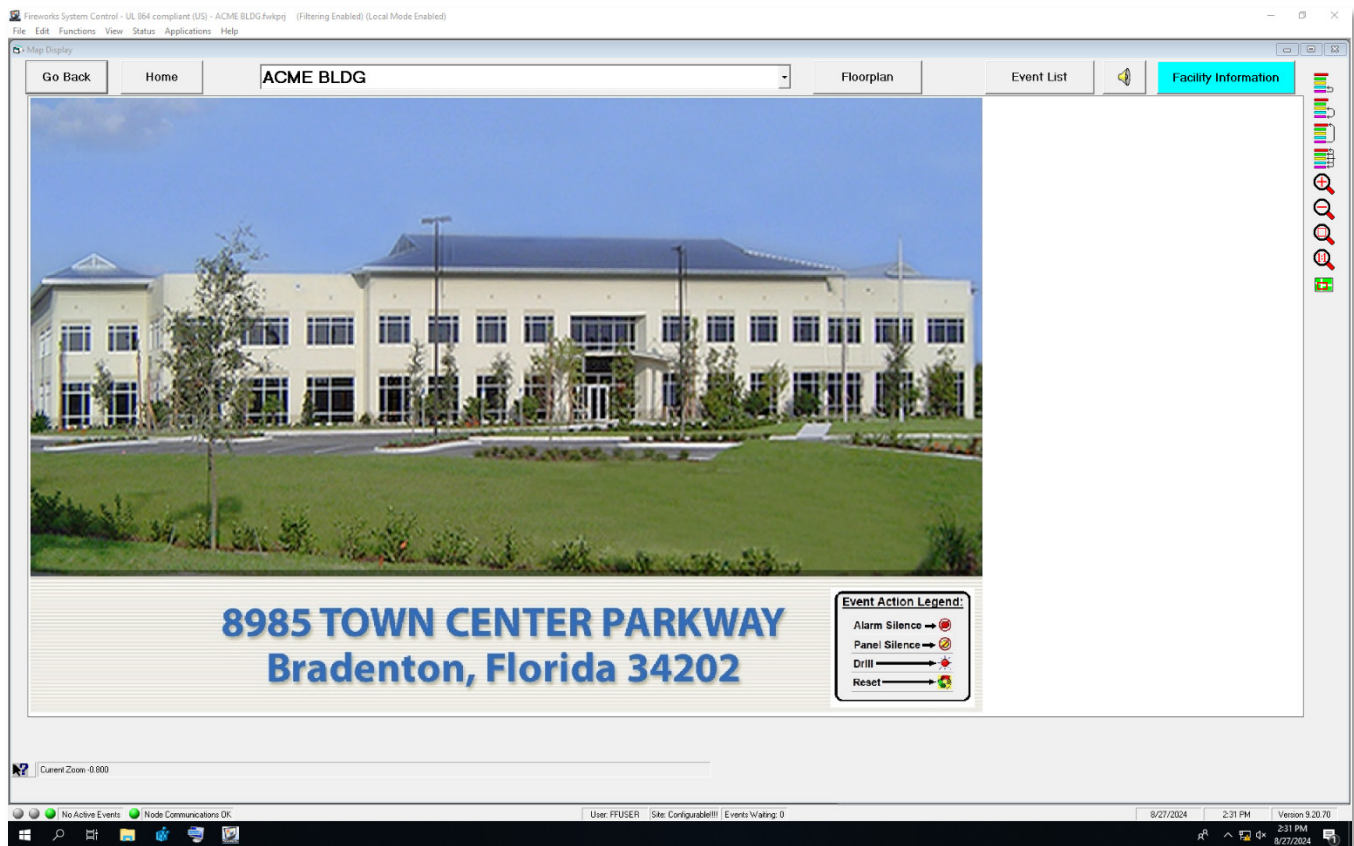 Fireworks System Control - UL 864 compliant (US) - ACME BLDG.fwkprj (Filtering Enabled) (Local Mode Enabled)
File Edit Functions View Status Applications Help
Map Display
Go Back Home ACME BLDG Floorplan Event List Facility Information
8985 TOWN CENTER PARKWAY
Bradenton, Florida 34202
Event Action Legend:
Alarm Silence
Panel Silence
Drill
Reset
Current Zoom -0.800
No Active Events Node Communications OK User: FFUSER Site: Configurable!!!! Events Waiting: 0 8/27/2024 2:31 PM Version 9.20.70
2:31 PM
8/27/2024